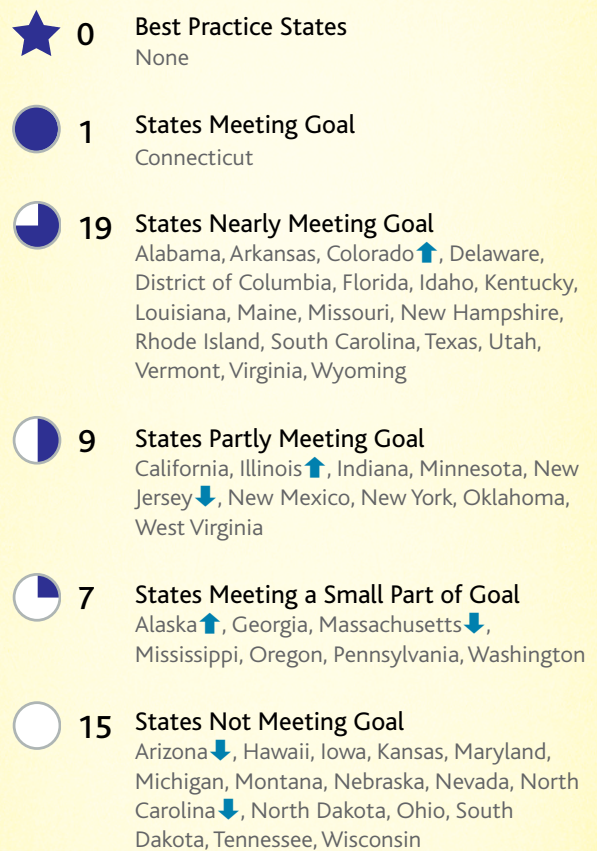 0 Best Practice States
None
1 States Meeting Goal
Connecticut
19 States Nearly Meeting Goal
Alabama, Arkansas, Colorado⬆, Delaware,
District of Columbia, Florida, Idaho, Kentucky,
Louisiana, Maine, Missouri, New Hampshire,
Rhode Island, South Carolina, Texas, Utah,
Vermont, Virginia, Wyoming
9 States Partly Meeting Goal
California, Illinois⬆, Indiana, Minnesota, New
Jersey⬇, New Mexico, New York, Oklahoma,
West Virginia
7 States Meeting a Small Part of Goal
Alaska⬆, Georgia, Massachusetts⬇,
Mississippi, Oregon, Pennsylvania, Washington
15 States Not Meeting Goal
Arizona⬇, Hawaii, Iowa, Kansas, Maryland,
Michigan, Montana, Nebraska, Nevada, North
Carolina⬇, North Dakota, Ohio, South
Dakota, Tennessee, Wisconsin